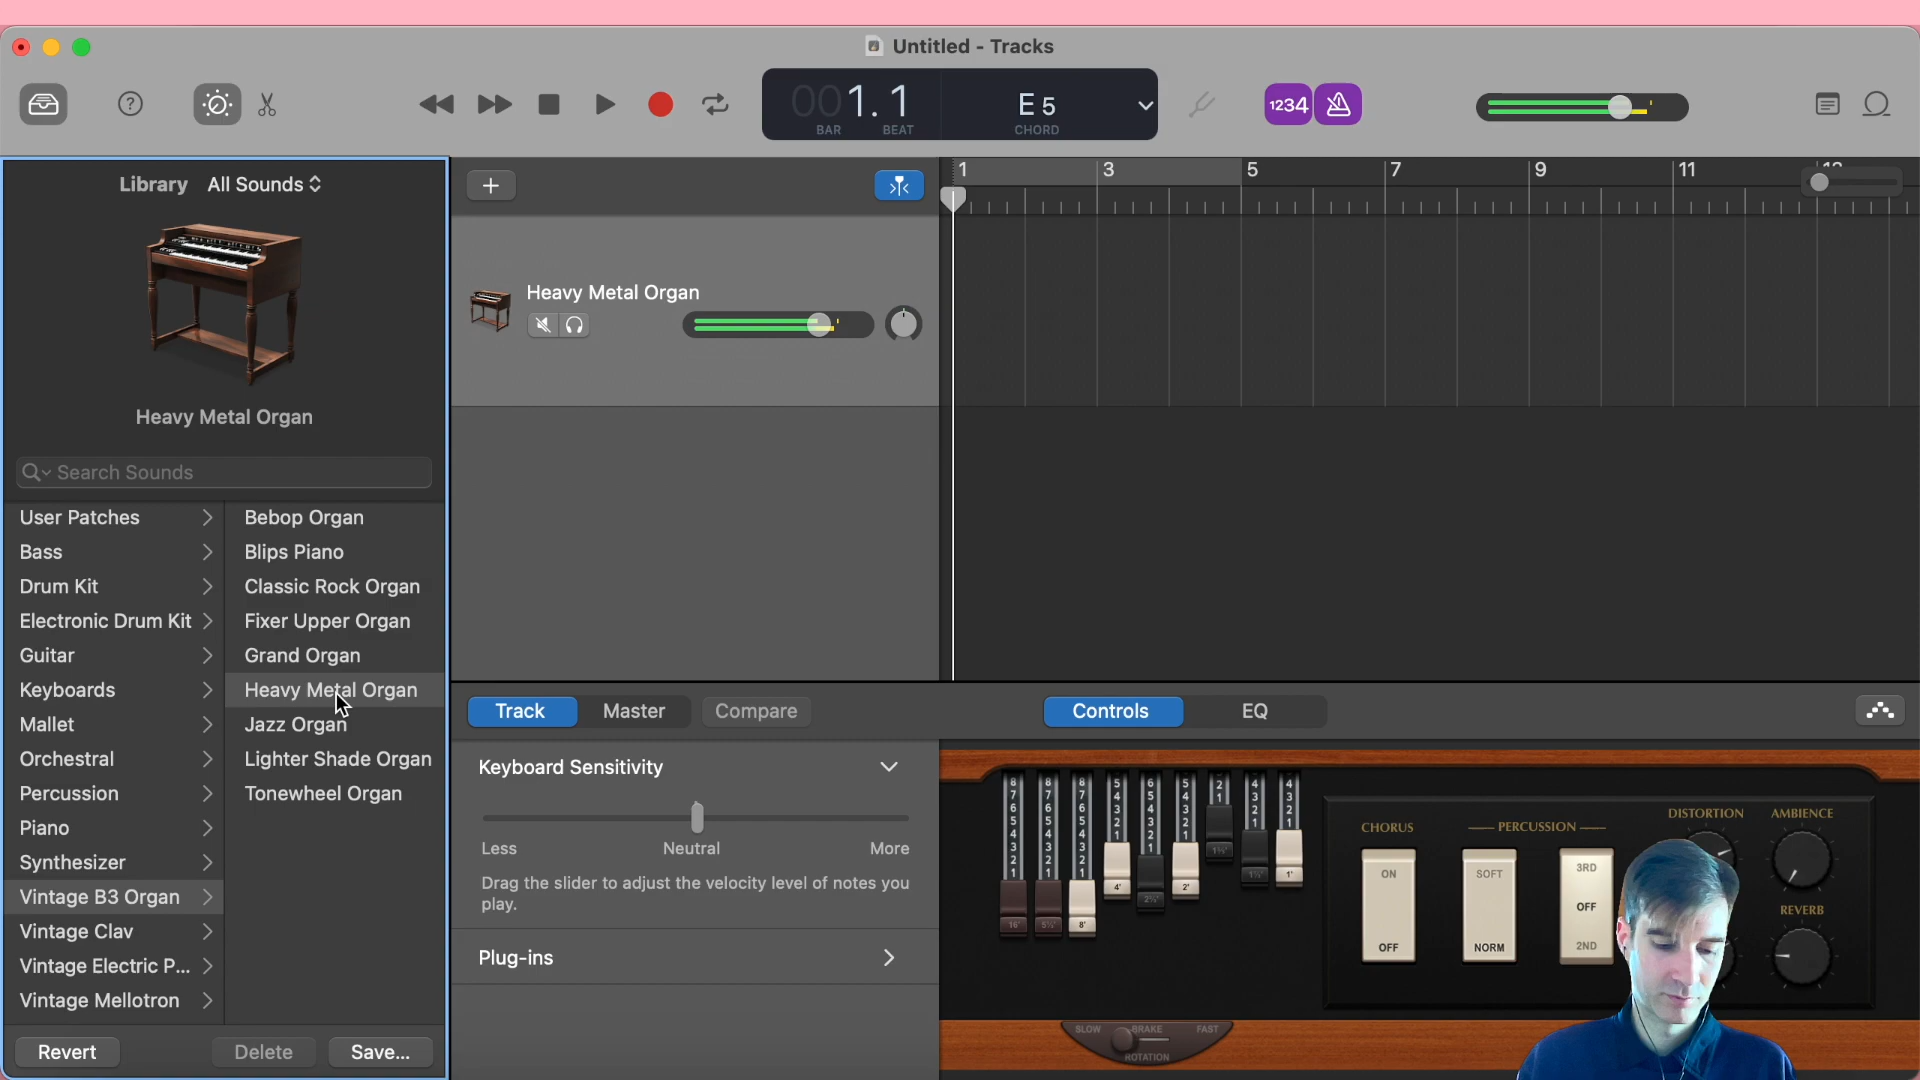 Untitled - Tracks
001.1
BAR BEAT
E 5
CHORD
1234
Library All Sounds
1 3 5 7 9 11
Heavy Metal Organ
Heavy Metal Organ
Search Sounds
User Patches
Bass
Drum Kit
Electronic Drum Kit
Guitar
Keyboards
Mallet
Orchestral
Percussion
Piano
Synthesizer
Vintage B3 Organ
Vintage Clav
Vintage Electric P...
Vintage Mellotron
Bebop Organ
Blips Piano
Classic Rock Organ
Fixer Upper Organ
Grand Organ
Heavy Metal Organ
Jazz Organ
Lighter Shade Organ
Tonewheel Organ
Revert Delete Save...
Track Master Compare
Controls EQ
Keyboard Sensitivity
Less Neutral More
Drag the slider to adjust the velocity level of notes you
play.
Plug-ins
CHORUS
ON
OFF
PERCUSSION
SOFT
NORM
3RD
OFF
2ND
DISTORTION AMBIENCE
REVERB
SLOW BRAKE FAST
ROTATION